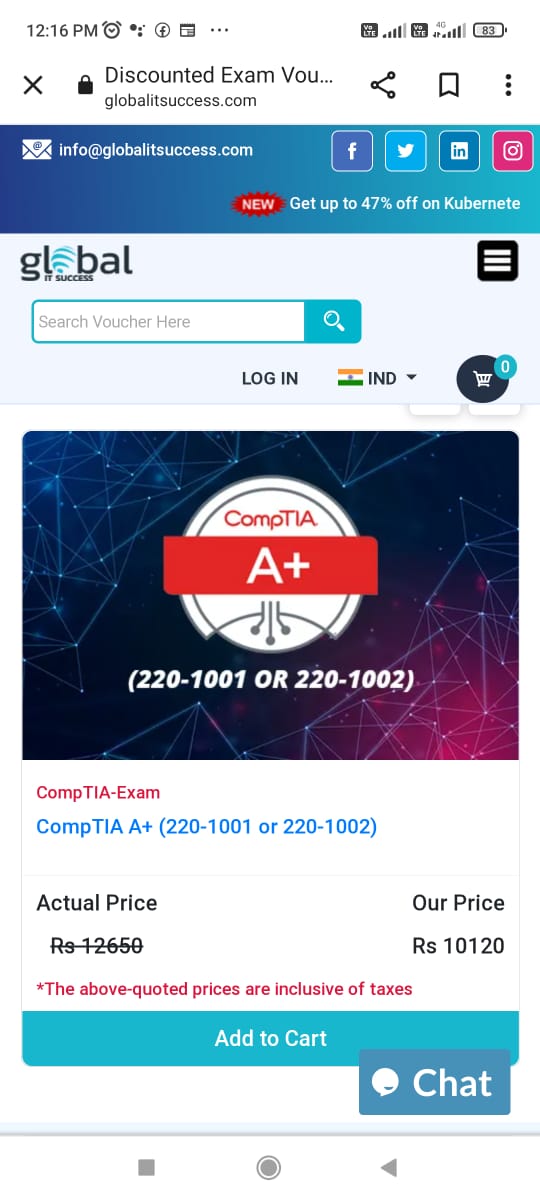 12:16 PM
Vo LTE
Vo LTE
4G
83
Discounted Exam Vou...
globalitsuccess.com
info@globalitsuccess.com
NEW Get up to 47% off on Kubernete
global
IT SUCCESS
Search Voucher Here
LOG IN
IND
0
CompTIA.
A+
(220-1001 OR 220-1002)
CompTIA-Exam
CompTIA A+ (220-1001 or 220-1002)
Actual Price Our Price
Rs 12650 Rs 10120
*The above-quoted prices are inclusive of taxes
Add to Cart
Chat